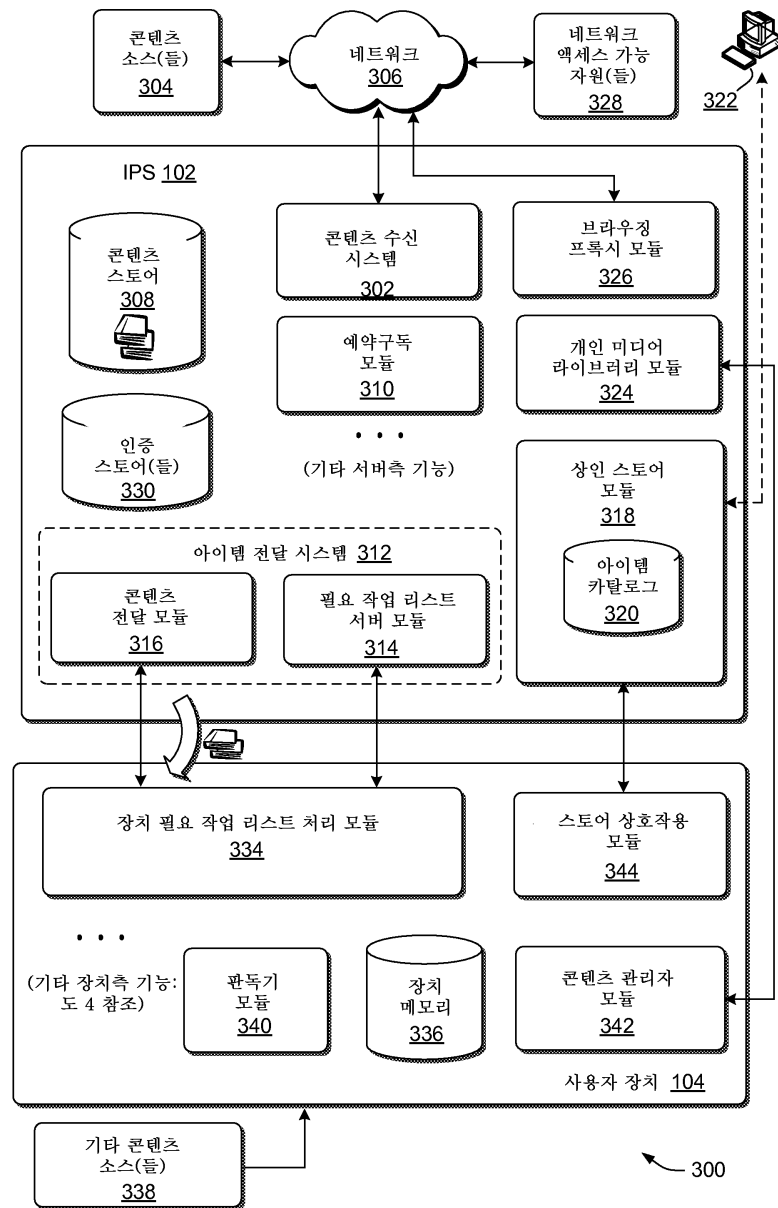 콘텐츠
소스(들)
304
네트워크
306
네트워크
액세스 가능
자원(들)
328
322
IPS 102
콘텐츠
스토어
308
콘텐츠 수신
시스템
302
브라우징
프록시 모듈
326
예약구독
모듈
310
개인 미디어
라이브러리 모듈
324
• • •
(기타 서버측 기능)
인증
스토어(들)
330
상인 스토어
모듈
318
아이템
카탈로그
320
아이템 전달 시스템 312
콘텐츠
전달 모듈
316
필요 작업 리스트
서버 모듈
314
장치 필요 작업 리스트 처리 모듈
334
스토어 상호작용
모듈
344
• • •
(기타 장치측 기능:
도 4 참조)
판독기
모듈
340
장치
메모리
336
콘텐츠 관리자
모듈
342
사용자 장치 104
기타 콘텐츠
소스(들)
338
300